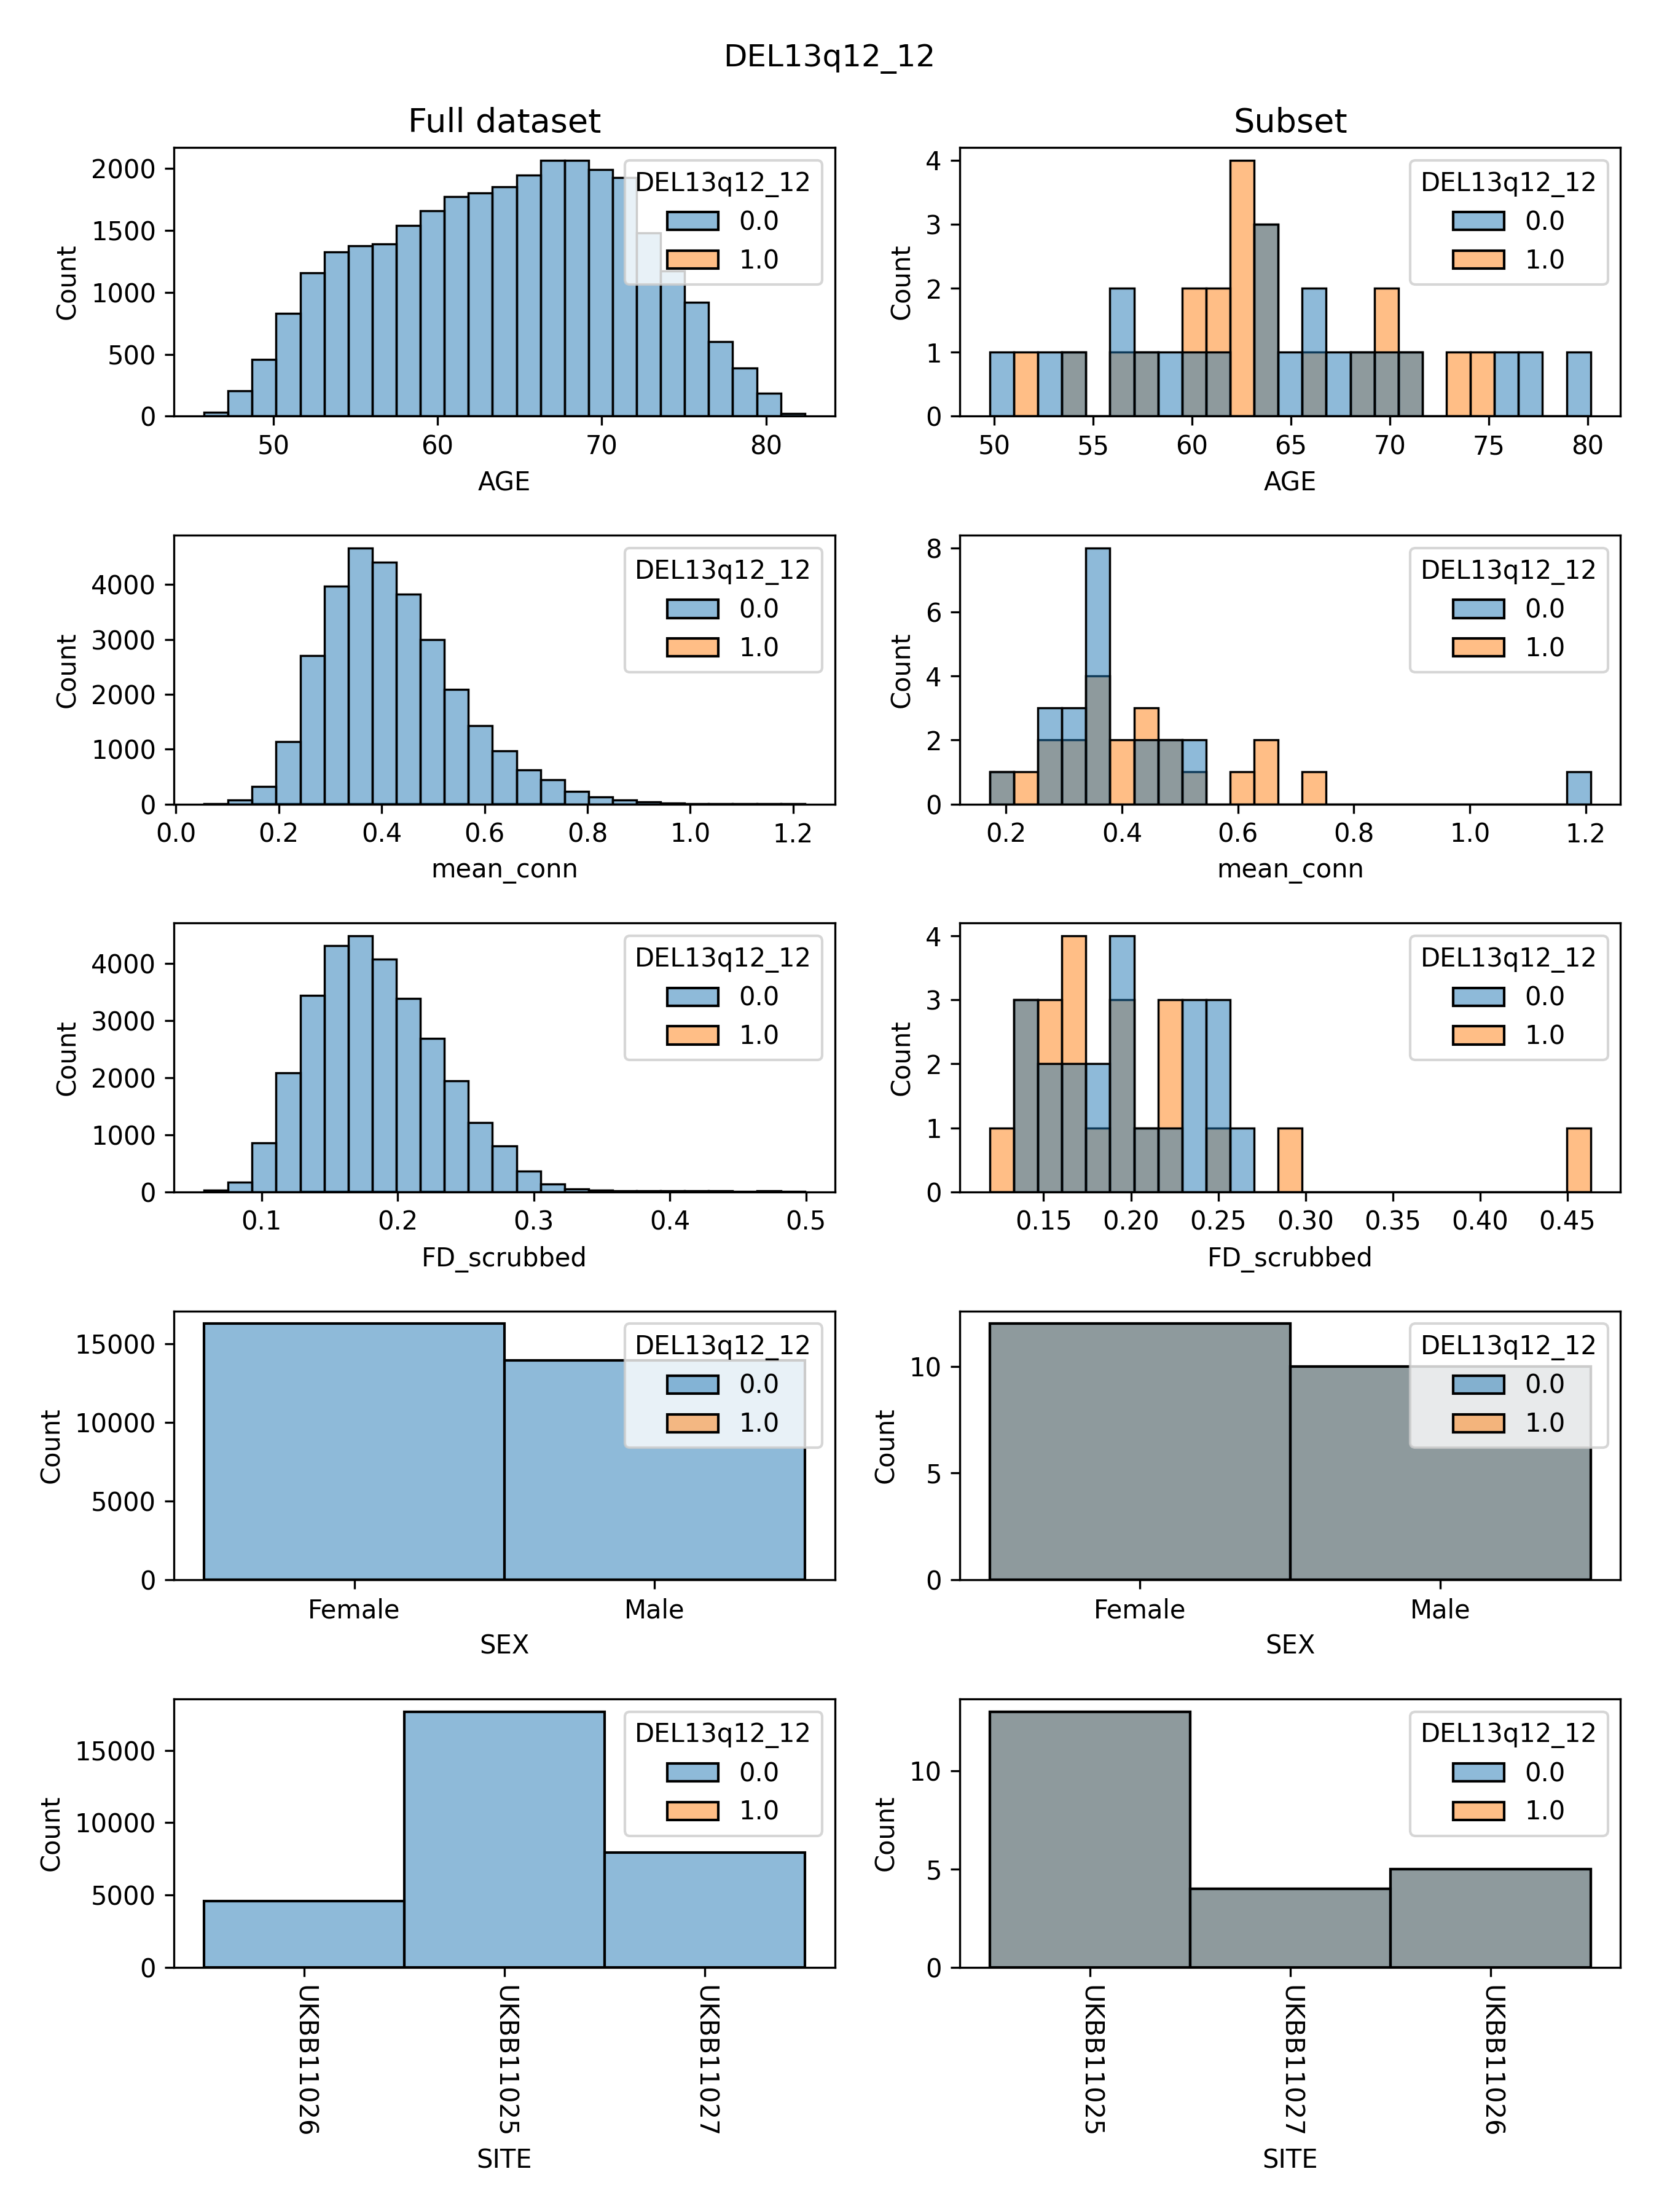 DEL13q12_12
Full dataset
Subset
2000
1500
1000
500
0
Count
DEL13q12_12
0.0
1.0
50 60 70 80
AGE
4
3
2
1
0
Count
DEL13q12_12
0.0
1.0
50 55 60 65 70 75 80
AGE
4000
3000
2000
1000
0
Count
DEL13q12_12
0.0
1.0
0.0 0.2 0.4 0.6 0.8 1.0 1.2
mean_conn
8
6
4
2
0
Count
DEL13q12_12
0.0
1.0
0.2 0.4 0.6 0.8 1.0 1.2
mean_conn
4000
3000
2000
1000
0
Count
DEL13q12_12
0.0
1.0
0.1 0.2 0.3 0.4 0.5
FD_scrubbed
4
3
2
1
0
Count
DEL13q12_12
0.0
1.0
0.15 0.20 0.25 0.30 0.35 0.40 0.45
FD_scrubbed
15000
10000
5000
0
Count
DEL13q12_12
0.0
1.0
Female Male
SEX
10
5
0
Count
DEL13q12_12
0.0
1.0
Female Male
SEX
15000
10000
5000
0
Count
DEL13q12_12
0.0
1.0
UKBB11026
UKBB11025
UKBB11027
SITE
10
5
0
Count
DEL13q12_12
0.0
1.0
UKBB11025
UKBB11027
UKBB11026
SITE